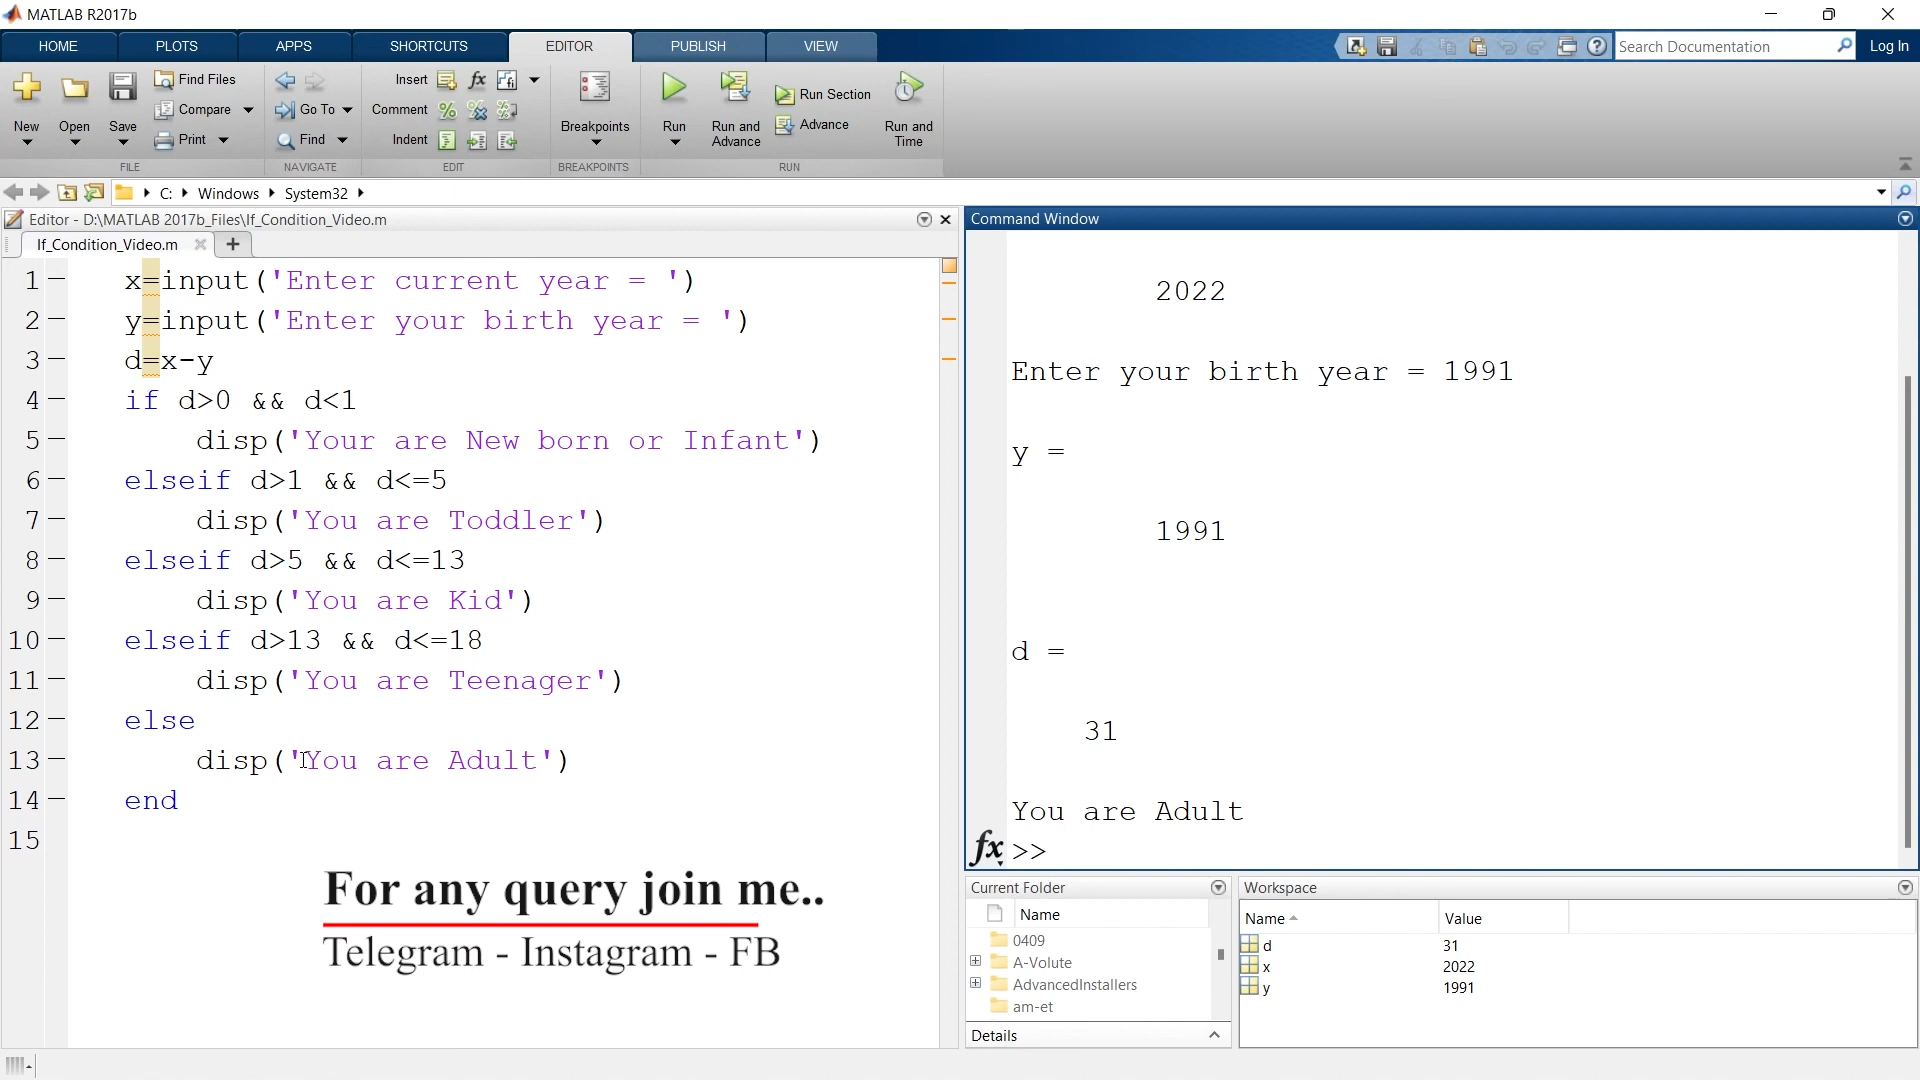 MATLAB R2017b
HOME PLOTS APPS SHORTCUTS EDITOR PUBLISH VIEW
Search Documentation Log In
New Open Save
Find Files
Compare
Print
Go To
Find
Insert
Comment
Indent
Breakpoints
Run
Run and Advance
Run Section
Advance
Run and Time
FILE NAVIGATE EDIT BREAKPOINTS RUN
C: Windows System32
Editor - D:\MATLAB 2017b_Files\If_Condition_Video.m
If_Condition_Video.m
1 x=input('Enter current year = ')
2 y=input('Enter your birth year = ')
3 d=x-y
4 if d>0 && d<1
5 disp('Your are New born or Infant')
6 elseif d>1 && d<=5
7 disp('You are Toddler')
8 elseif d>5 && d<=13
9 disp('You are Kid')
10 elseif d>13 && d<=18
11 disp('You are Teenager')
12 else
13 disp('You are Adult')
14 end
15
For any query join me..
Telegram - Instagram - FB
Command Window
2022
Enter your birth year = 1991
y =
1991
d =
31
You are Adult
fx >>
Current Folder
Name
0409
A-Volute
AdvancedInstallers
am-et
Details
Workspace
Name Value
d 31
x 2022
y 1991